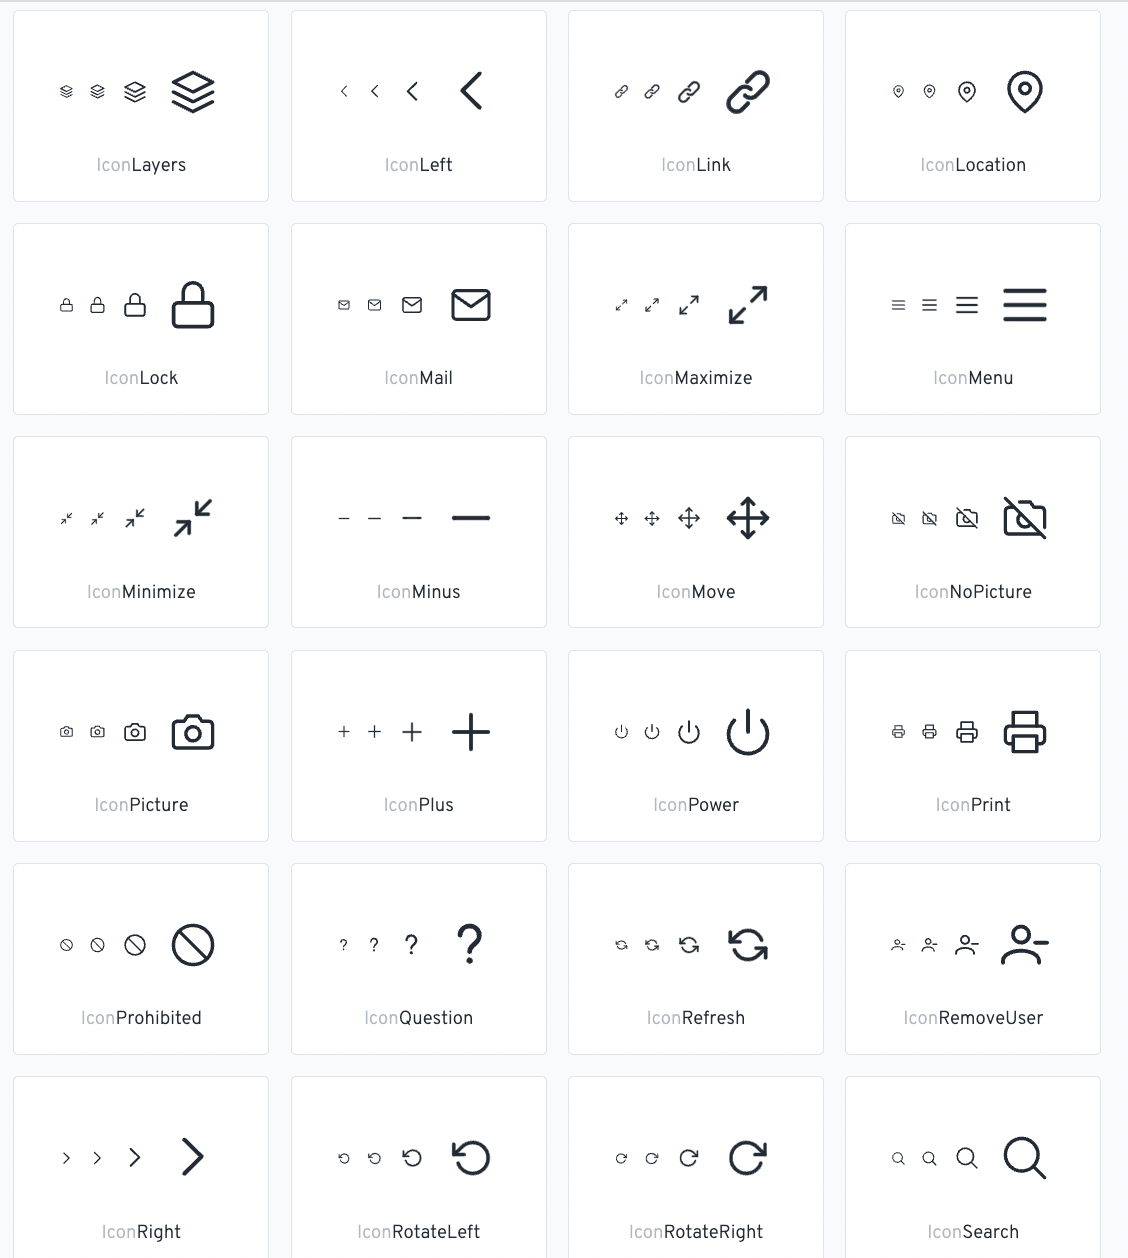 IconLayers
IconLeft
IconLink
IconLocation
IconLock
IconMail
IconMaximize
IconMenu
IconMinimize
IconMinus
IconMove
IconNoPicture
IconPicture
IconPlus
IconPower
IconPrint
IconProhibited
IconQuestion
IconRefresh
IconRemoveUser
IconRight
IconRotateLeft
IconRotateRight
IconSearch